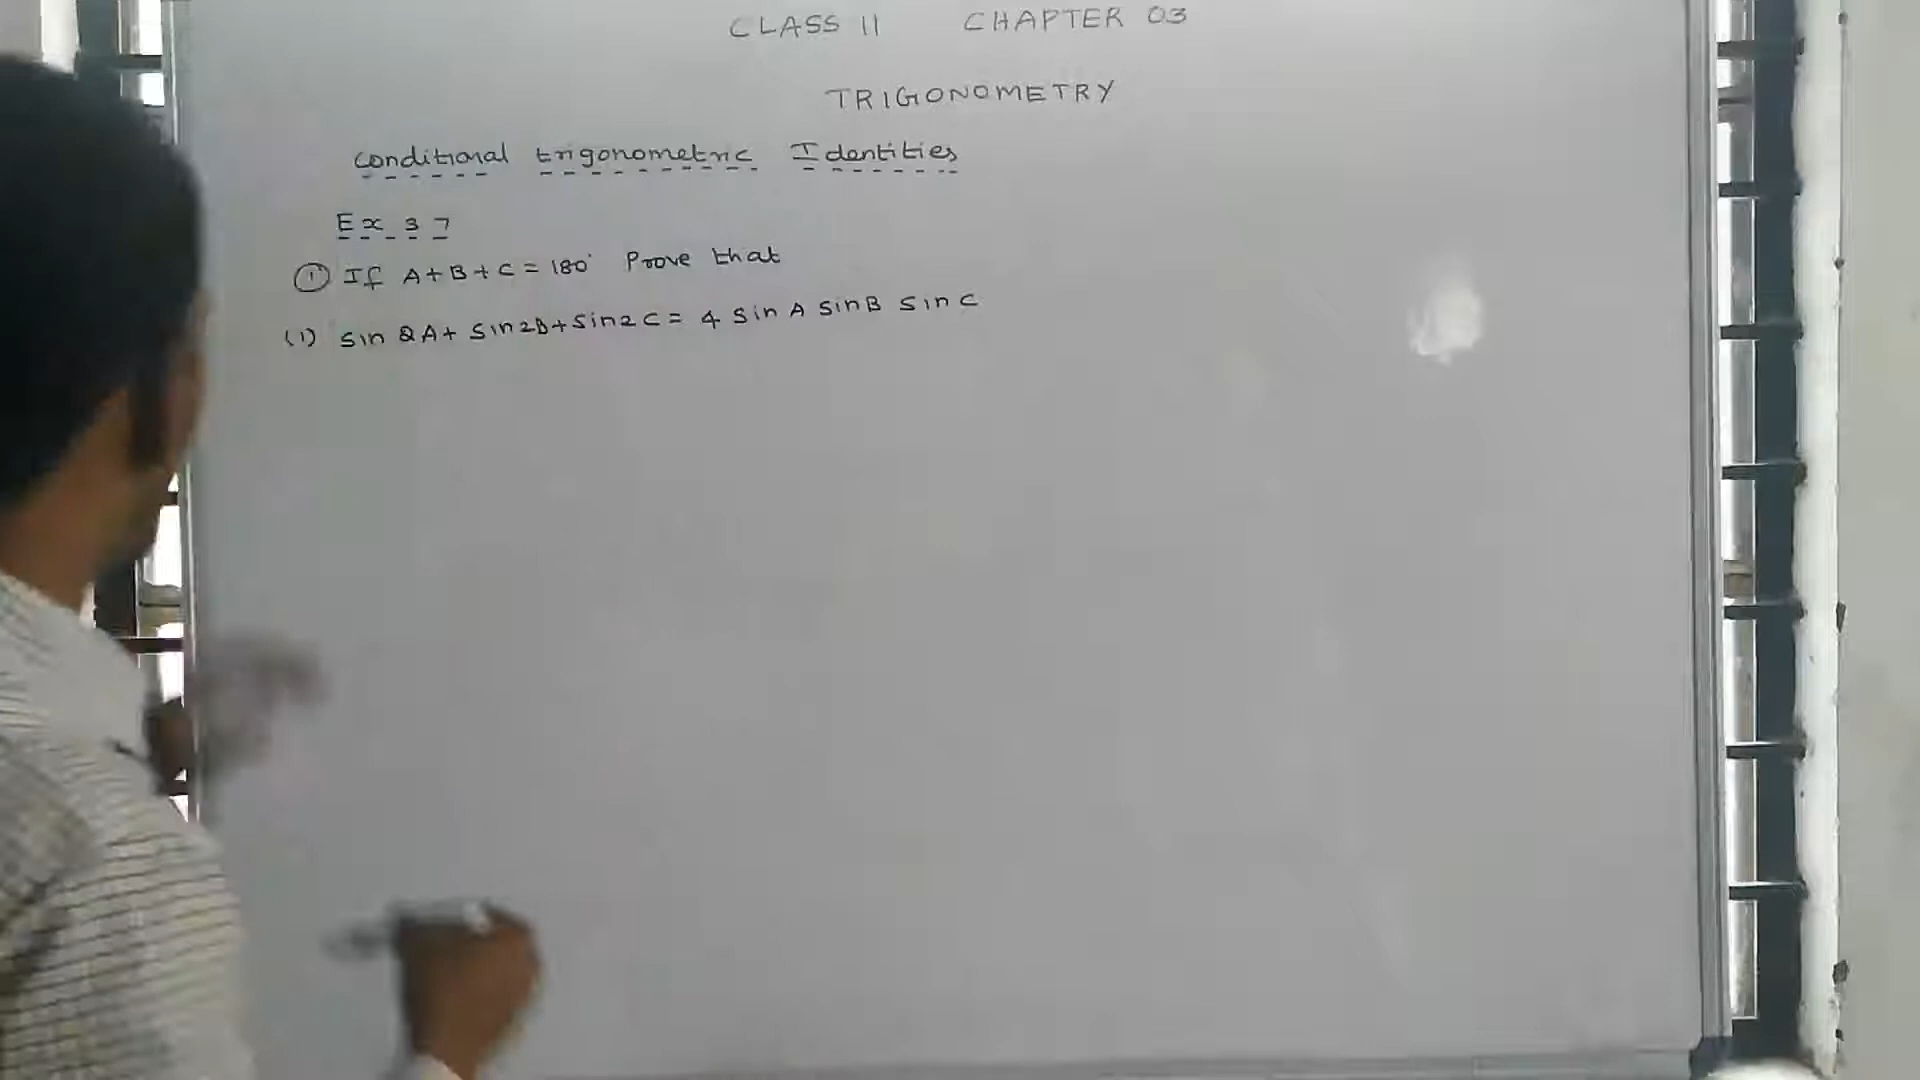 CLASS 11 CHAPTER 03
TRIGONOMETRY
Conditional trigonometric Identities
Ex 3 7
① If A+B+C = 180° Prove that
(1) Sin 2A + Sin2B + Sin2C = 4 Sin A SinB Sin C